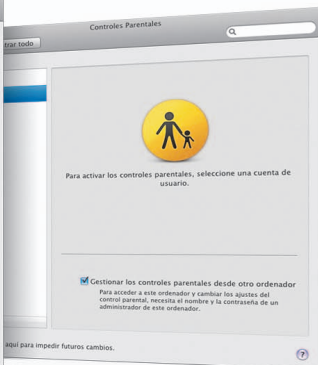 Controles Parentales
trar todo
Para activar los controles parentales, seleccione una cuenta de
usuario.
Gestionar los controles parentales desde otro ordenador
Para acceder a este ordenador y cambiar los ajustes del
control parental, necesita el nombre y la contraseña de un
administrador de este ordenador.
aquí para impedir futuros cambios.
?